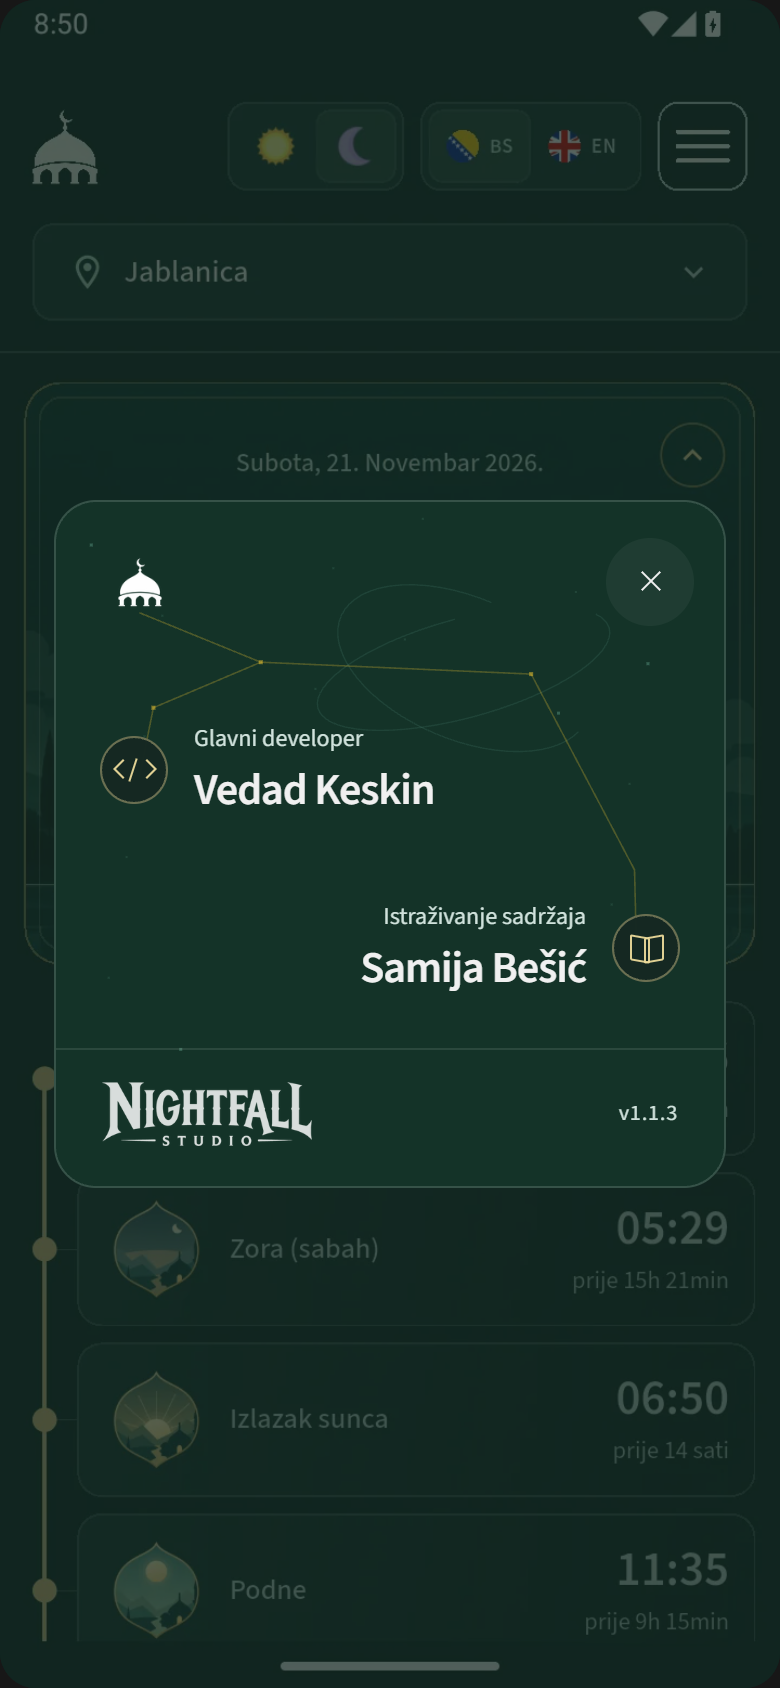 8:50
BS
EN
Jablanica
Subota, 21. Novembar 2026.
Glavni developer
Vedad Keskin
Istraživanje sadržaja
Samija Bešić
NIGHTFALL
STUDIO
v1.1.3
Zora (sabah)
05:29
prije 15h 21min
Izlazak sunca
06:50
prije 14 sati
Podne
11:35
prije 9h 15min